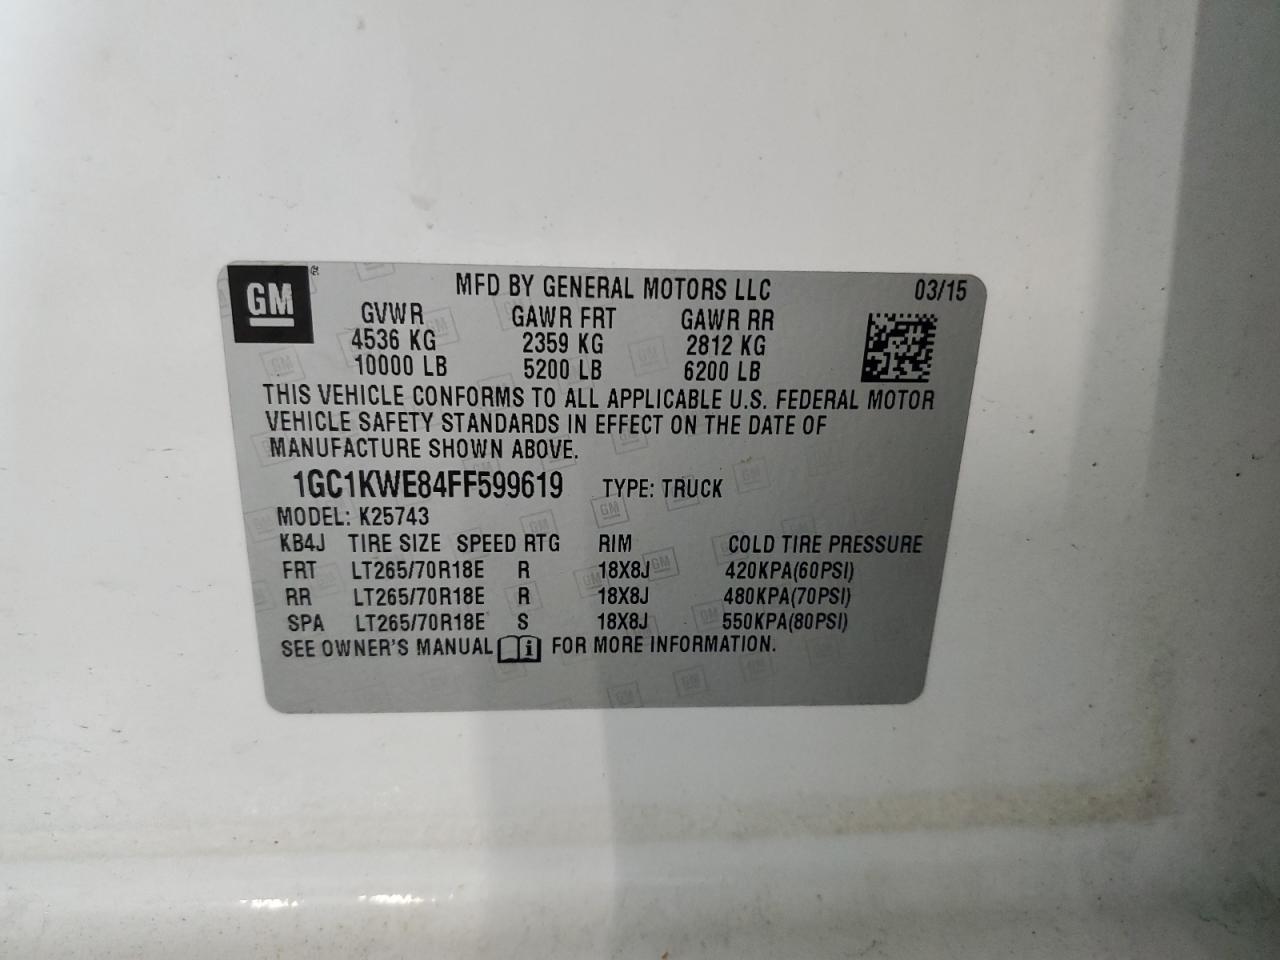 GM
MFD BY GENERAL MOTORS LLC 03/15
GVWR GAWR FRT GAWR RR
4536 KG 2359 KG 2812 KG
10000 LB 5200 LB 6200 LB
THIS VEHICLE CONFORMS TO ALL APPLICABLE U.S. FEDERAL MOTOR
VEHICLE SAFETY STANDARDS IN EFFECT ON THE DATE OF
MANUFACTURE SHOWN ABOVE.
1GC1KWE84FF599619 TYPE: TRUCK
MODEL: K25743
KB4J TIRE SIZE SPEED RTG RIM COLD TIRE PRESSURE
FRT LT265/70R18E R 18X8J 420KPA(60PSI)
RR LT265/70R18E R 18X8J 480KPA(70PSI)
SPA LT265/70R18E S 18X8J 550KPA(80PSI)
SEE OWNER'S MANUAL FOR MORE INFORMATION.